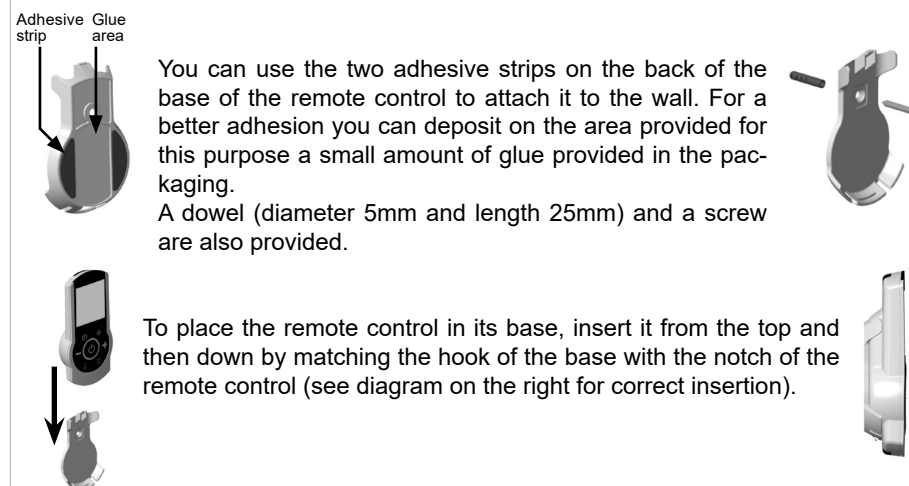 Adhesive strip
Glue area
You can use the two adhesive strips on the back of the
base of the remote control to attach it to the wall. For a
better adhesion you can deposit on the area provided for
this purpose a small amount of glue provided in the pac-
kaging.
A dowel (diameter 5mm and length 25mm) and a screw
are also provided.
To place the remote control in its base, insert it from the top and
then down by matching the hook of the base with the notch of the
remote control (see diagram on the right for correct insertion).